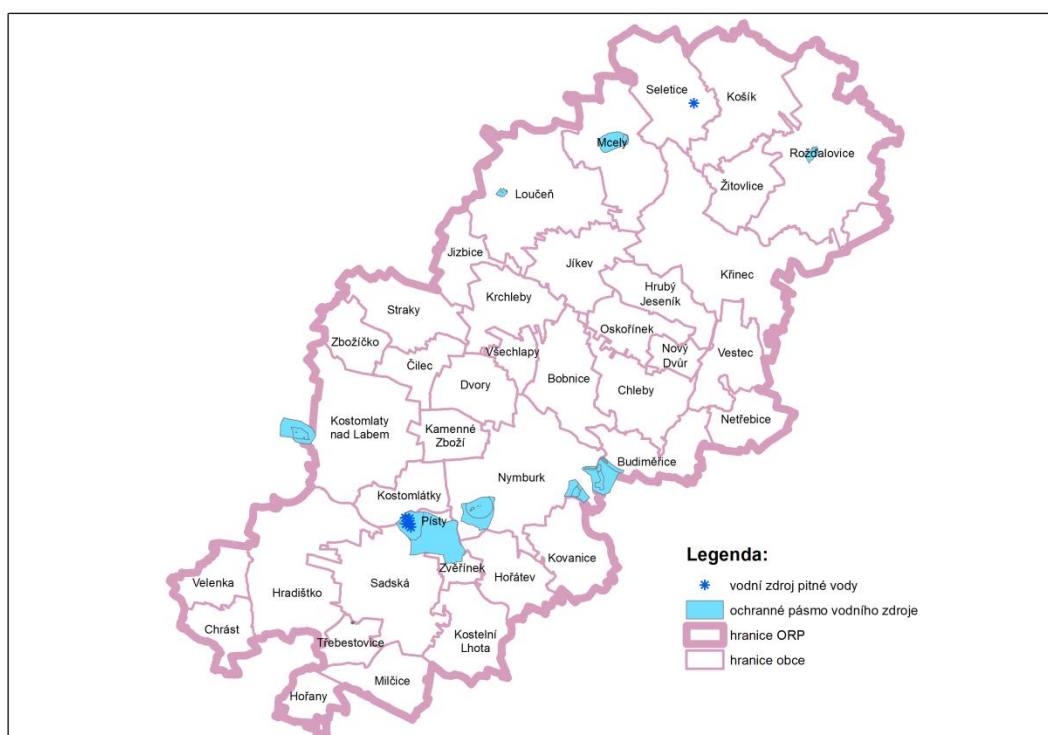 Seletice
Košík
Mcely
Roždalovice
Žitovlice
Loučeň
Jizbice
Jíkev
Křinec
Hrubý
Jeseník
Krchleby
Straky
Oskořínek
Zbožíčko
Všechlapy
Nový
Dvůr
Vestec
Čilec
Dvory
Bobnice
Chleby
Kostomlaty
nad Labem
Kamenné
Zboží
Netřebice
Budiměřice
Nymburk
Kostomlátky
Písty
Kovanice
Zvěřínek
Hořátev
Velenka
Hradištko
Sadská
Chrást
Třebestovice
Kostelní
Lhota
Milčice
Hořany
Legenda:
vodní zdroj pitné vody
ochranné pásmo vodního zdroje
hranice ORP
hranice obce